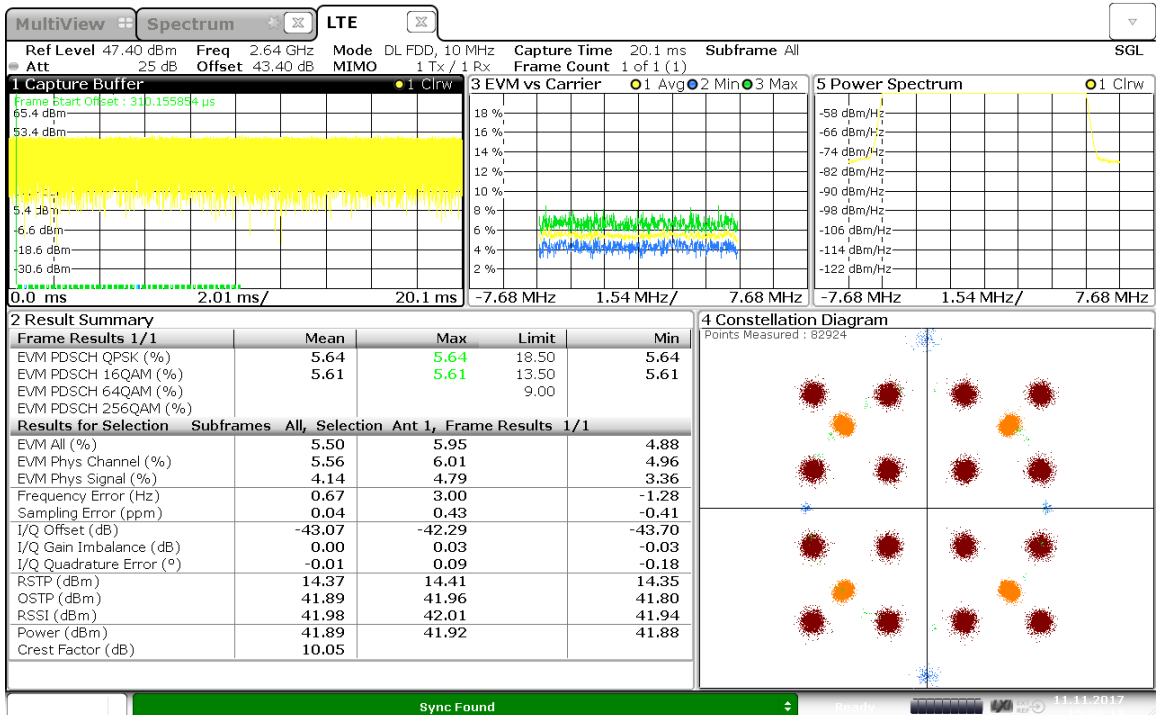 MultiView Spectrum LTE
Ref Level 47.40 dBm Freq 2.64 GHz Mode DL FDD, 10 MHz Capture Time 20.1 ms Subframe All SGL
Att 25 dB Offset 43.40 dB MIMO 1 Tx / 1 Rx Frame Count 1 of 1 (1)
1 Capture Buffer 1 Clrw
Frame Start Offset : 310.155854 µs
65.4 dBm
53.4 dBm
5.4 dBm
-6.6 dBm
-18.6 dBm
-30.6 dBm
0.0 ms 2.01 ms/ 20.1 ms
3 EVM vs Carrier 1 Avg 2 Min 3 Max
18 %
16 %
14 %
12 %
10 %
8 %
6 %
4 %
2 %
-7.68 MHz 1.54 MHz/ 7.68 MHz
5 Power Spectrum 1 Clrw
-58 dBm/Hz
-66 dBm/Hz
-74 dBm/Hz
-82 dBm/Hz
-90 dBm/Hz
-98 dBm/Hz
-106 dBm/Hz
-114 dBm/Hz
-122 dBm/Hz
-7.68 MHz 1.54 MHz/ 7.68 MHz
2 Result Summary
Frame Results 1/1 Mean Max Limit Min
EVM PDSCH QPSK (%) 5.64 5.64 18.50 5.64
EVM PDSCH 16QAM (%) 5.61 5.61 13.50 5.61
EVM PDSCH 64QAM (%) 9.00
EVM PDSCH 256QAM (%)
Results for Selection Subframes All, Selection Ant 1, Frame Results 1/1
EVM All (%) 5.50 5.95 4.88
EVM Phys Channel (%) 5.56 6.01 4.96
EVM Phys Signal (%) 4.14 4.79 3.36
Frequency Error (Hz) 0.67 3.00 -1.28
Sampling Error (ppm) 0.04 0.43 -0.41
I/Q Offset (dB) -43.07 -42.29 -43.70
I/Q Gain Imbalance (dB) 0.00 0.03 -0.03
I/Q Quadrature Error (°) -0.01 0.09 -0.18
RSTP (dBm) 14.37 14.41 14.35
OSTP (dBm) 41.89 41.96 41.80
RSSI (dBm) 41.98 42.01 41.94
Power (dBm) 41.89 41.92 41.88
Crest Factor (dB) 10.05
4 Constellation Diagram
Points Measured : 82924
Sync Found Ready 11.11.2017